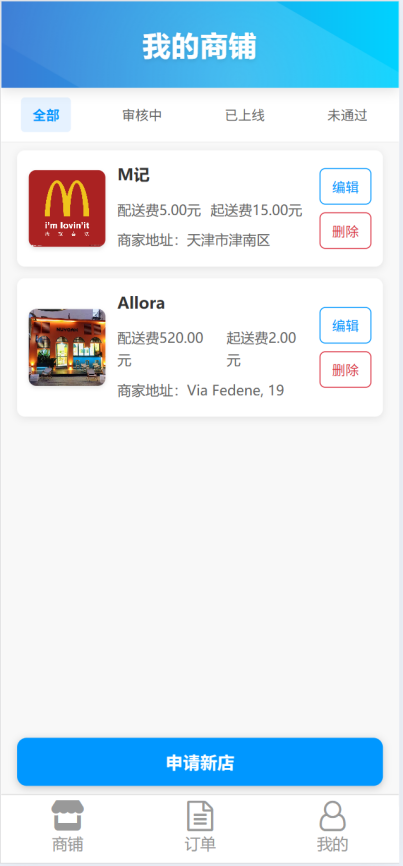 我的商铺
全部 审核中 已上线 未通过
M记
配送费5.00元 起送费15.00元
商家地址：天津市津南区
编辑
删除
i'm lovin'it
Allora
配送费520.00元 起送费2.00元
商家地址：Via Fedene, 19
编辑
删除
申请新店
商铺 订单 我的